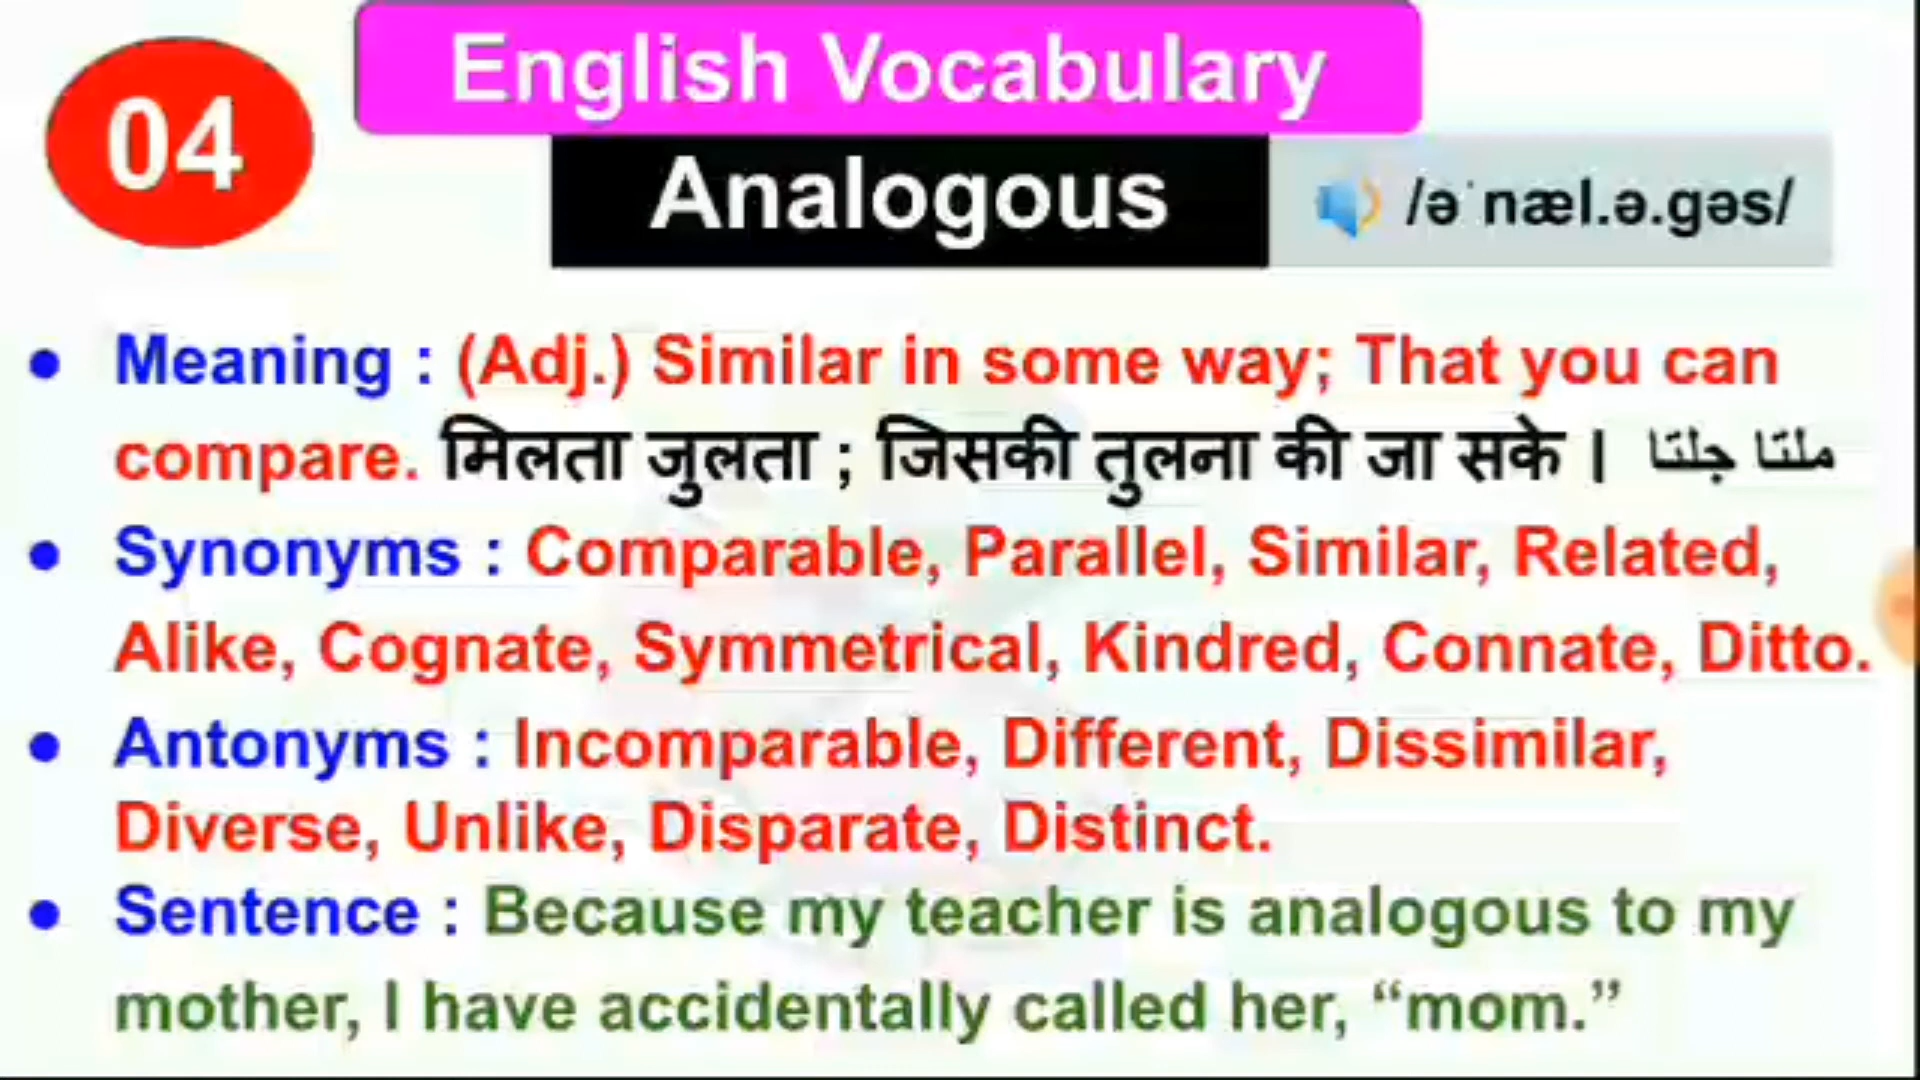 English Vocabulary
04
Analogous
/əˈnæl.ə.gəs/
• Meaning : (Adj.) Similar in some way; That you can
compare. मिलता जुलता ; जिसकी तुलना की जा सके । ملتا جلتا
• Synonyms : Comparable, Parallel, Similar, Related,
Alike, Cognate, Symmetrical, Kindred, Connate, Ditto.
• Antonyms : Incomparable, Different, Dissimilar,
Diverse, Unlike, Disparate, Distinct.
• Sentence : Because my teacher is analogous to my
mother, I have accidentally called her, “mom.”